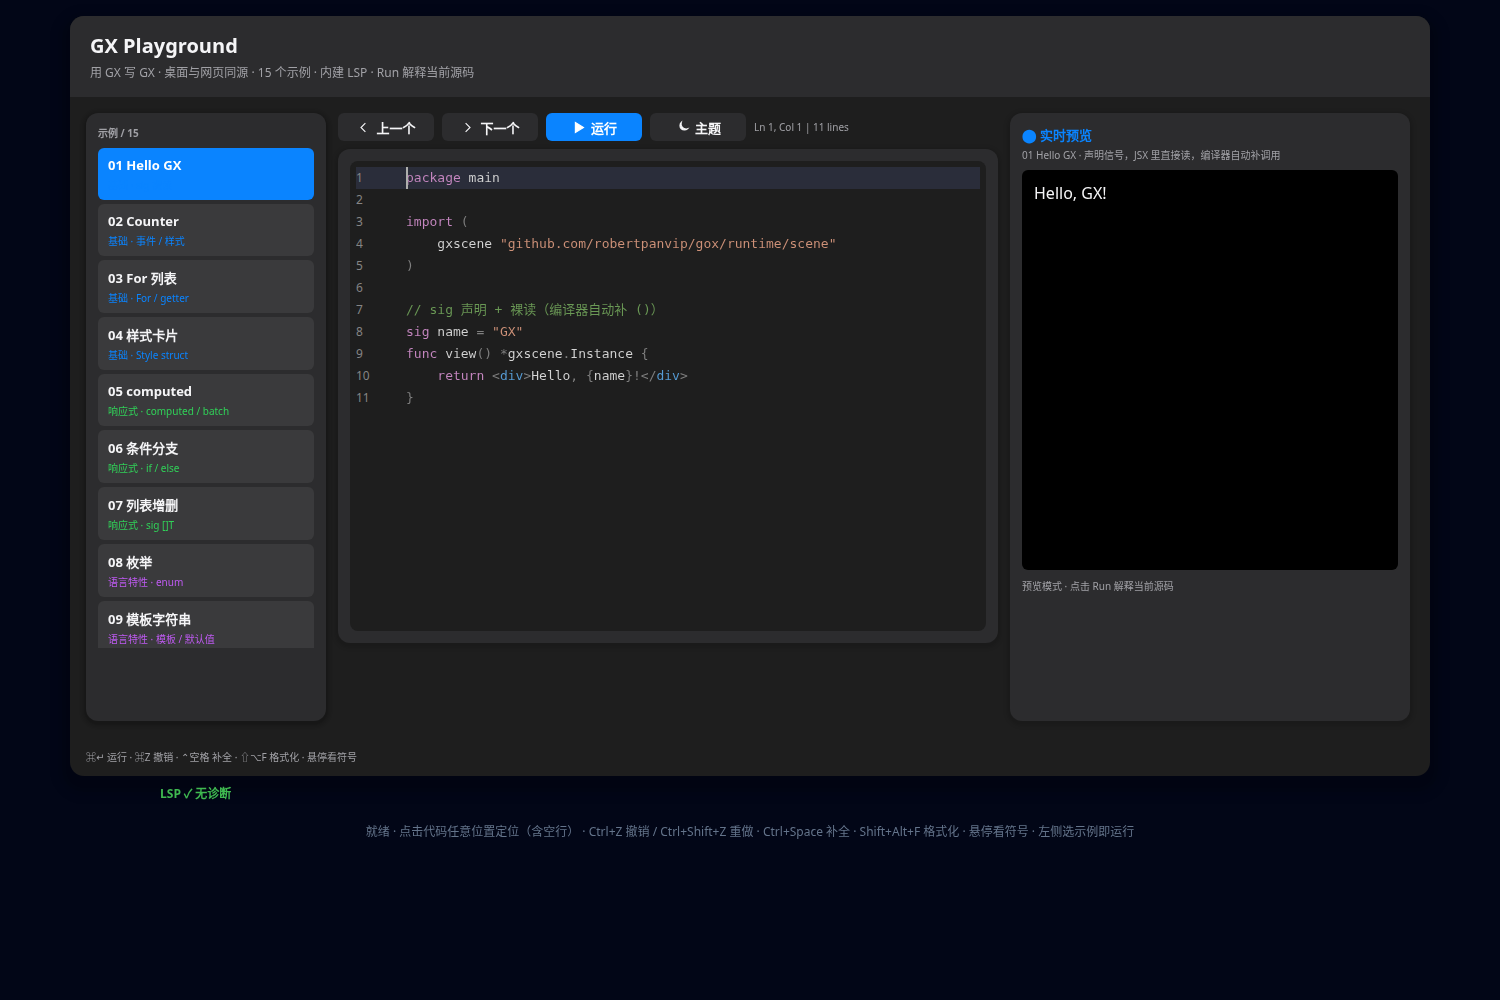 GX Playground
用 GX 写 GX · 桌面与网页同源 · 15 个示例 · 内建 LSP · Run 解释当前源码
示例 / 15
01 Hello GX
02 Counter
基础 · 事件 / 样式
03 For 列表
基础 · For / getter
04 样式卡片
基础 · Style struct
05 computed
响应式 · computed / batch
06 条件分支
响应式 · if / else
07 列表增删
响应式 · sig []T
08 枚举
语言特性 · enum
09 模板字符串
语言特性 · 模板 / 默认值
上一个
下一个
运行
主题
Ln 1, Col 1 | 11 lines
1 package main
2
3 import (
4     gxscene "github.com/robertpanvip/gox/runtime/scene"
5 )
6
7 // sig 声明 + 裸读（编译器自动补 ()）
8 sig name = "GX"
9 func view() *gxscene.Instance {
10     return <div>Hello, {name}!</div>
11 }
实时预览
01 Hello GX · 声明信号，JSX 里直接读，编译器自动补调用
Hello, GX!
预览模式 · 点击 Run 解释当前源码
⌘↵ 运行 · ⌘Z 撤销 · ⌃空格 补全 · ⇧⌥F 格式化 · 悬停看符号
LSP ✓ 无诊断
就绪 · 点击代码任意位置定位（含空行） · Ctrl+Z 撤销 / Ctrl+Shift+Z 重做 · Ctrl+Space 补全 · Shift+Alt+F 格式化 · 悬停看符号 · 左侧选示例即运行